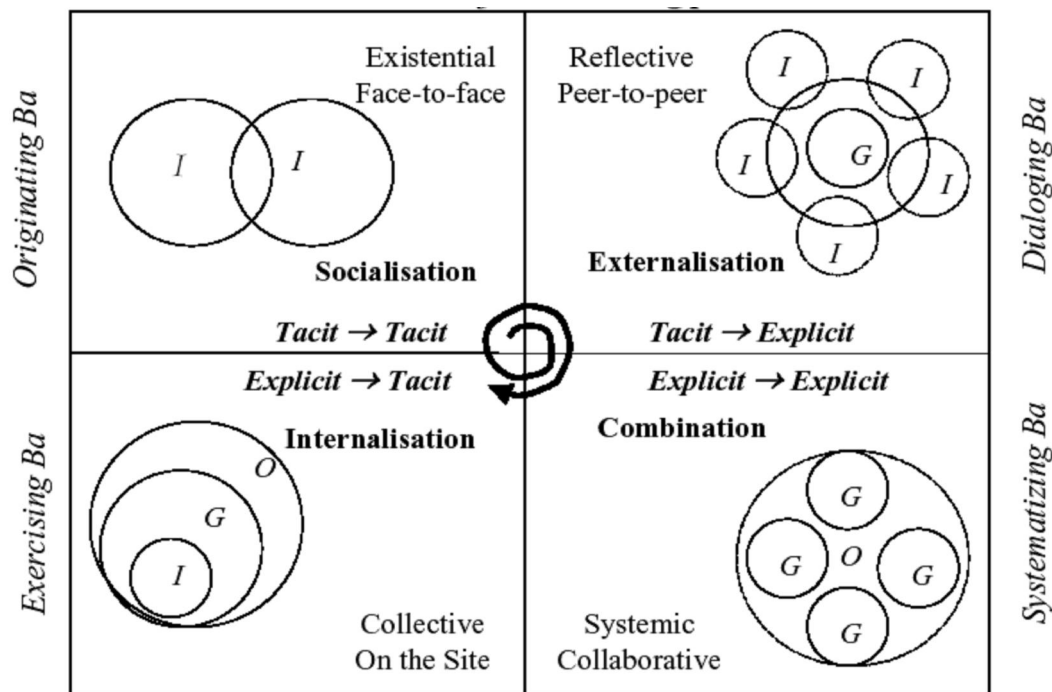 Originating Ba
Existential
Face-to-face
I
I
Socialisation
Tacit → Tacit
Reflective
Peer-to-peer
I
I
I
G
I
I
Externalisation
Tacit → Explicit
Dialoging Ba
Exercising Ba
Explicit → Tacit
Internalisation
O
G
I
Collective
On the Site
Explicit → Explicit
Combination
G
G
O
G
G
Systemic
Collaborative
Systematizing Ba